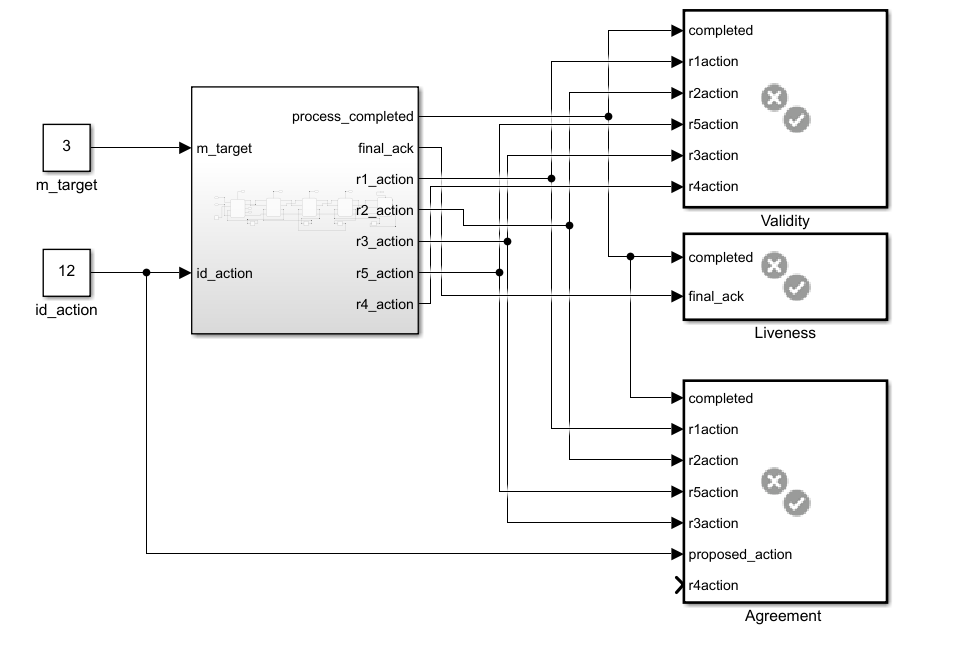 3
m_target
12
id_action
m_target
id_action
process_completed
final_ack
r1_action
r2_action
r3_action
r5_action
r4_action
completed
r1action
r2action
r5action
r3action
r4action
Validity
completed
final_ack
Liveness
completed
r1action
r2action
r5action
r3action
proposed_action
r4action
Agreement